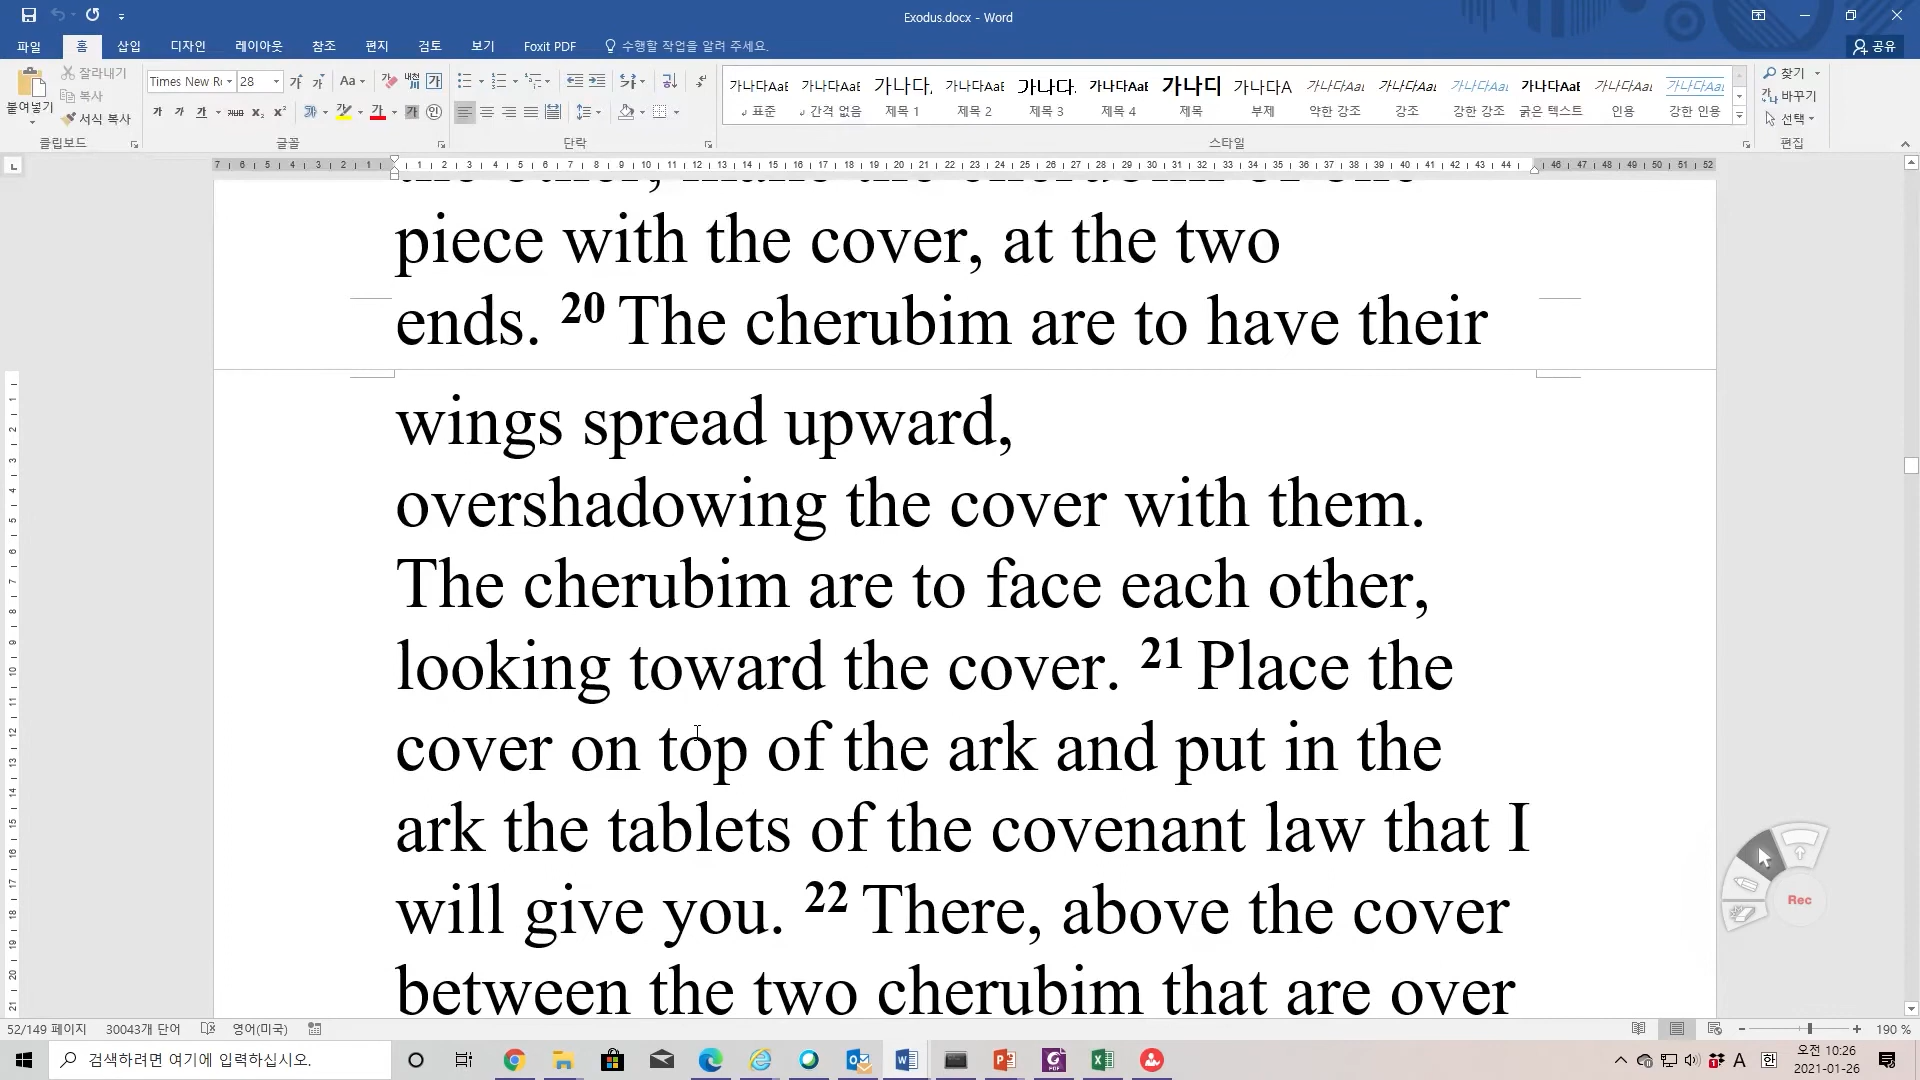 Exodus.docx - Word
파일 홈 삽입 디자인 레이아웃 참조 편지 검토 보기 Foxit PDF 수행할 작업을 알려 주세요. 공유
붙여넣기 잘라내기 복사 서식 복사
클립보드
Times New R 28
글꼴
단락
가나다AaE 가나다AaE 가나다, 가나다AaE 가나다. 가나다AaE 가나디 가나다A 가나다Aa 가나다Aa 가나다Aa 가나다AaE 가나다Aa 가나다Aa
표준 간격 없음 제목 1 제목 2 제목 3 제목 4 제목 부제 약한 강조 강조 강한 강조 굵은 텍스트 인용 강한 인용
스타일
찾기
바꾸기
선택
편집
piece with the cover, at the two
ends. 20 The cherubim are to have their
wings spread upward,
overshadowing the cover with them.
The cherubim are to face each other,
looking toward the cover. 21 Place the
cover on top of the ark and put in the
ark the tablets of the covenant law that I
will give you. 22 There, above the cover
between the two cherubim that are over
Rec
52/149 페이지 30043개 단어 영어(미국) 190 %
검색하려면 여기에 입력하십시오.
오전 10:26
2021-01-26